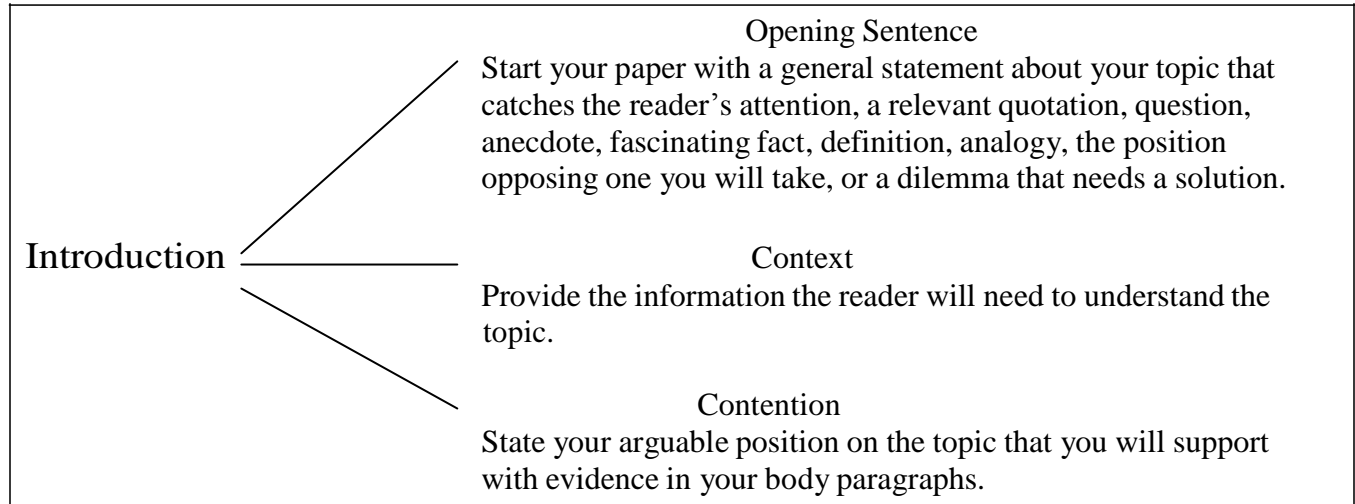 Opening Sentence
Start your paper with a general statement about your topic that
catches the reader’s attention, a relevant quotation, question,
anecdote, fascinating fact, definition, analogy, the position
opposing one you will take, or a dilemma that needs a solution.
Introduction
Context
Provide the information the reader will need to understand the
topic.
Contention
State your arguable position on the topic that you will support
with evidence in your body paragraphs.